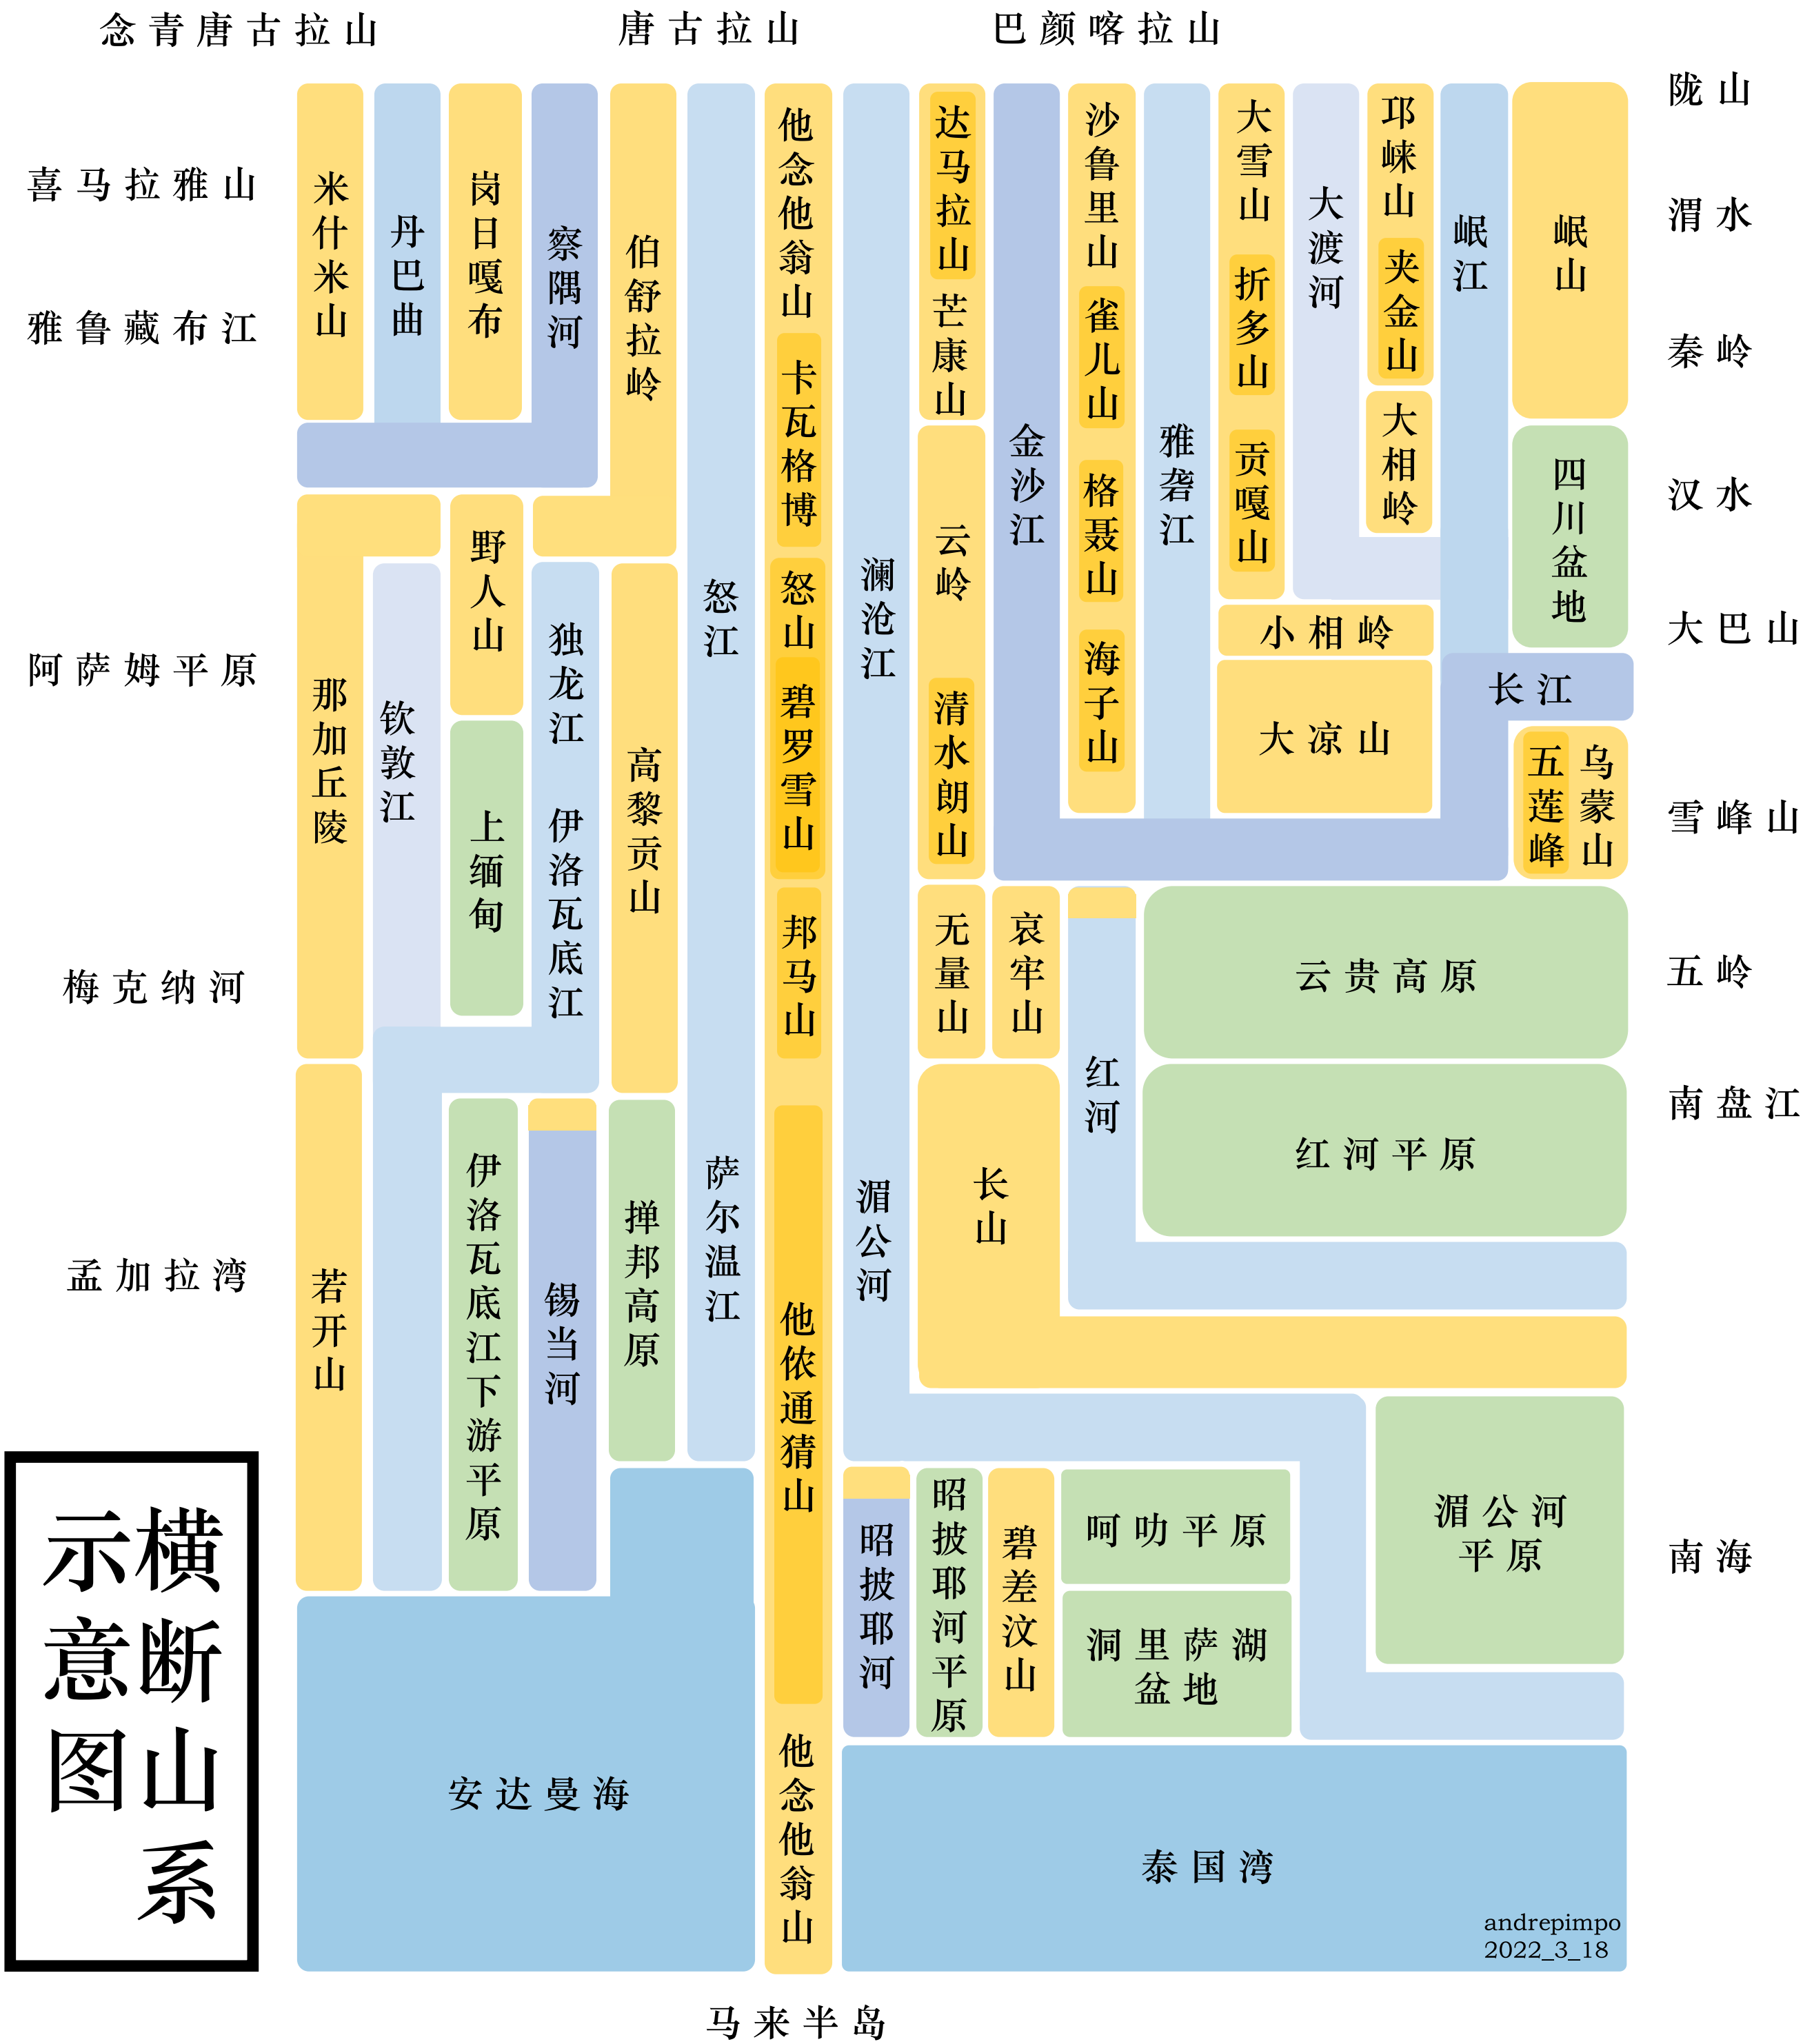 念青唐古拉山
唐古拉山
巴颜喀拉山
喜马拉雅山
雅鲁藏布江
阿萨姆平原
梅克纳河
孟加拉湾
米什米山
丹巴曲
岗日嘎布
察隅河
伯舒拉岭
那加丘陵
钦敦江
野人山
上缅甸
独龙江
伊洛瓦底江
高黎贡山
若开山
伊洛瓦底江下游平原
锡当河
掸邦高原
怒江
萨尔温江
他念他翁山
卡瓦格博
怒山
碧罗雪山
邦马山
他侬通猜山
他念他翁山
澜沧江
湄公河
达马拉山
芒康山
云岭
清水朗山
无量山
哀牢山
金沙江
沙鲁里山
雀儿山
格聂山
海子山
雅砻江
大雪山
折多山
贡嘎山
大渡河
邛崃山
夹金山
大相岭
小相岭
大凉山
岷江
岷山
四川盆地
长江
五莲峰
乌蒙山
云贵高原
红河
红河平原
长山
昭披耶河
昭披耶河平原
碧差汶山
呵叻平原
洞里萨湖
盆地
湄公河
平原
安达曼海
泰国湾
陇山
渭水
秦岭
汉水
大巴山
雪峰山
五岭
南盘江
南海
马来半岛
横断山系
示意图
andrepimpo
2022_3_18